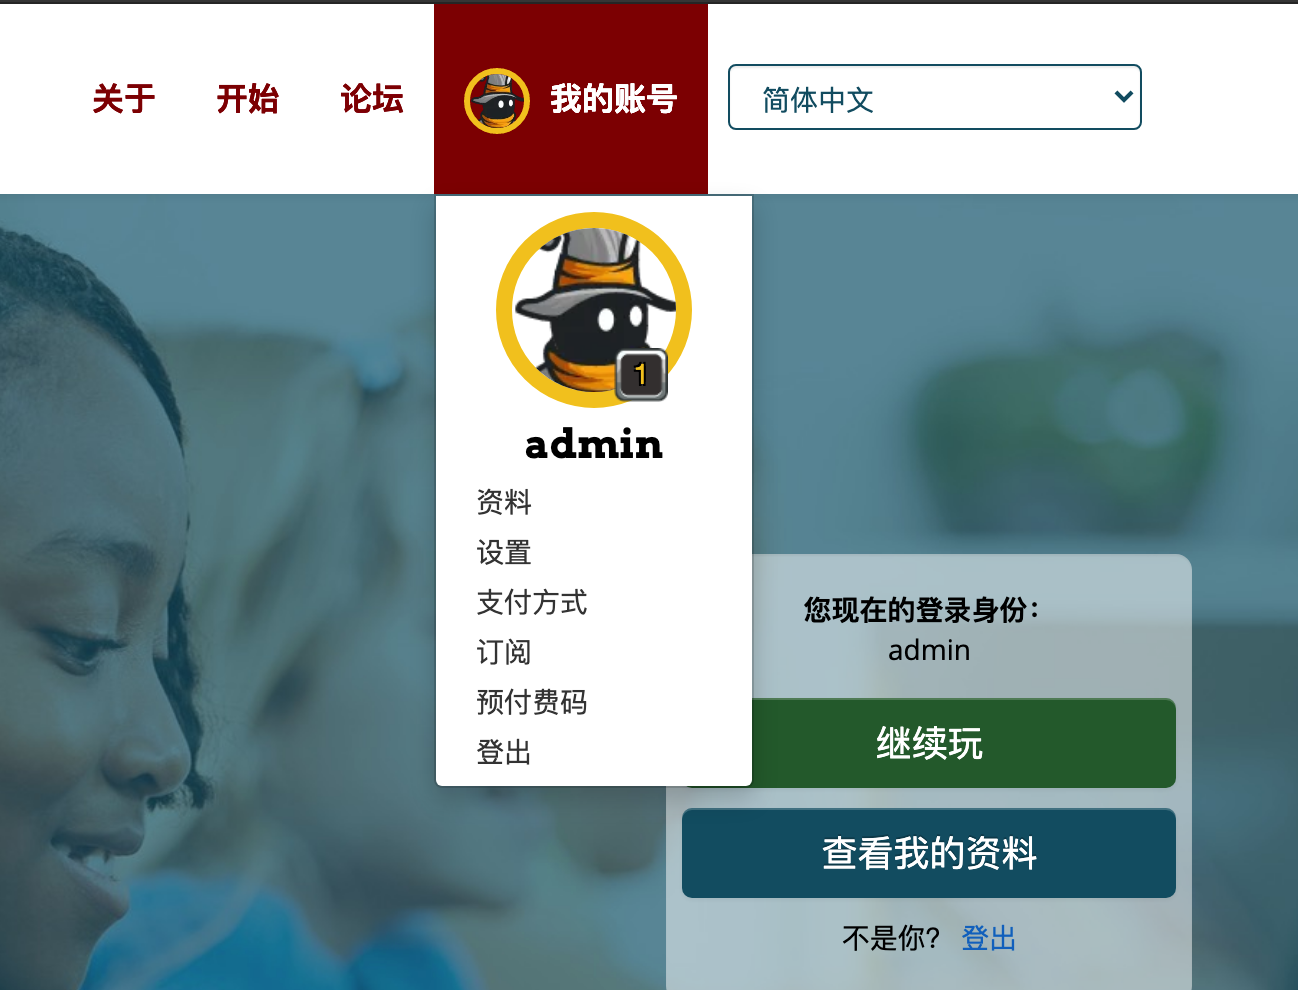 关于
开始
论坛
我的账号
简体中文
1
admin
资料
设置
支付方式
订阅
预付费码
登出
您现在的登录身份：
admin
继续玩
查看我的资料
不是你? 登出